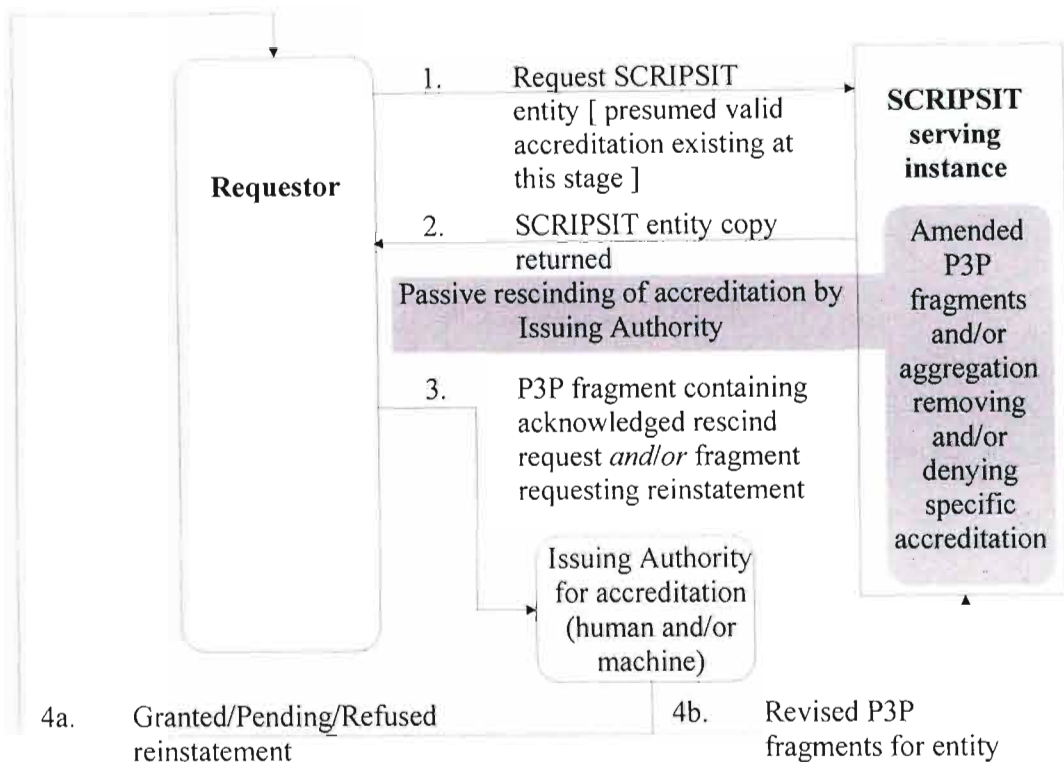 Requestor
1. Request SCRIPSIT
entity [ presumed valid
accreditation existing at
this stage ]
2. SCRIPSIT entity copy
returned
Passive rescinding of accreditation by
Issuing Authority
3. P3P fragment containing
acknowledged rescind
request and/or fragment
requesting reinstatement
SCRIPSIT
serving
instance
Amended
P3P
fragments
and/or
aggregation
removing
and/or
denying
specific
accreditation
Issuing Authority
for accreditation
(human and/or
machine)
4a. Granted/Pending/Refused
reinstatement
4b. Revised P3P
fragments for entity